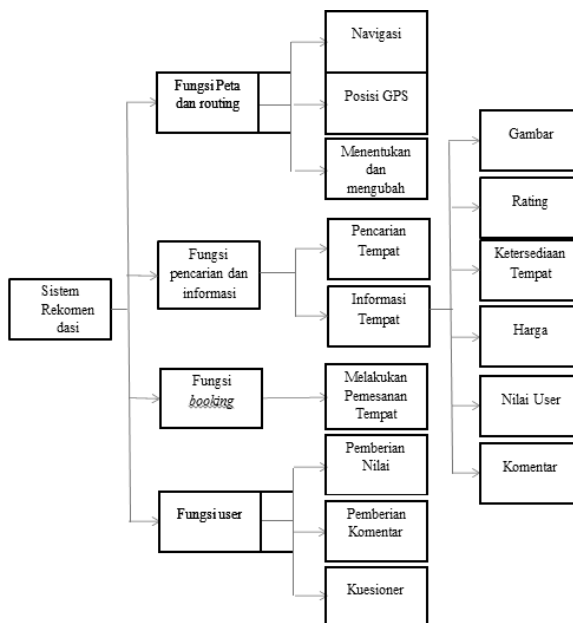 Sistem
Rekomen
dasi
Fungsi Peta
dan routing
Navigasi
Posisi GPS
Menentukan
dan
mengubah
Fungsi
pencarian dan
informasi
Pencarian
Tempat
Informasi
Tempat
Gambar
Rating
Ketersediaan
Tempat
Harga
Nilai User
Komentar
Fungsi
booking
Melakukan
Pemesanan
Tempat
Fungsi user
Pemberian
Nilai
Pemberian
Komentar
Kuesioner